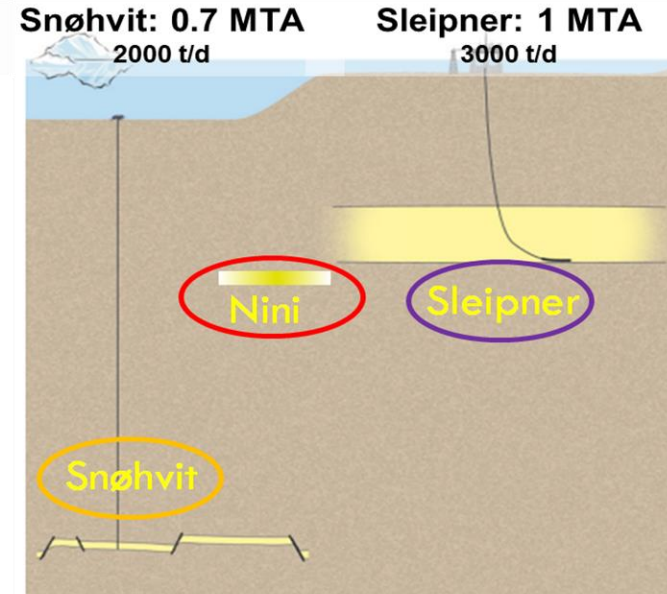 Snøhvit: 0.7 MTA
2000 t/d
Sleipner: 1 MTA
3000 t/d
Nini
Sleipner
Snøhvit